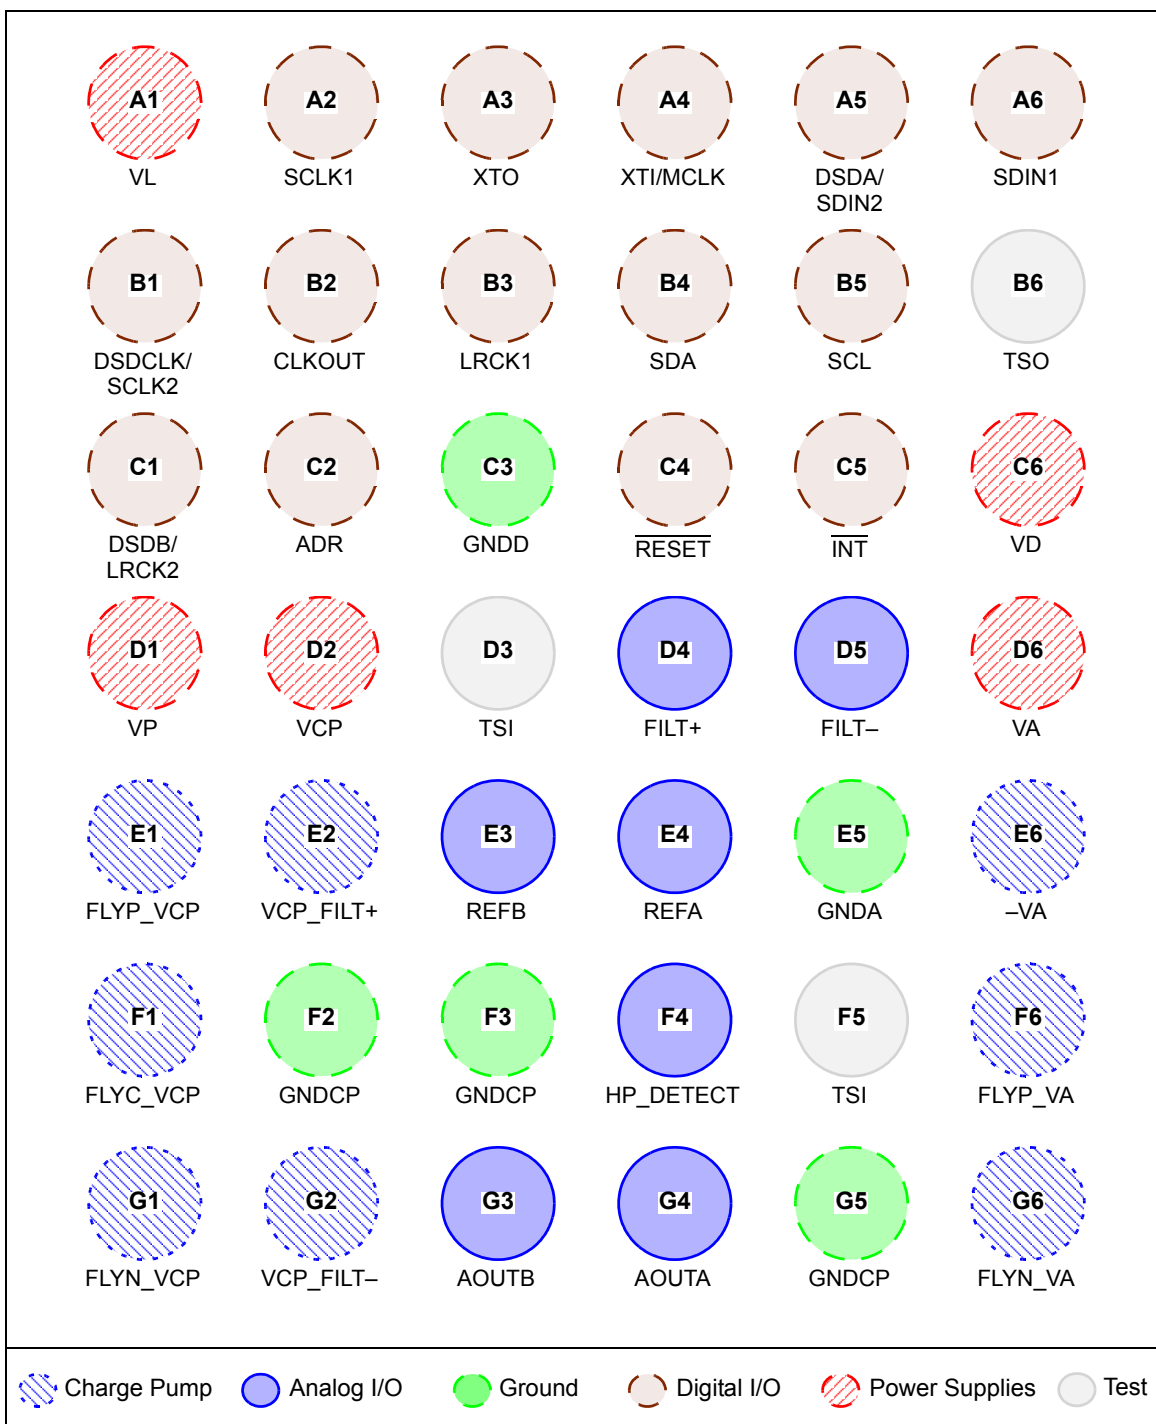 A1 A2 A3 A4 A5 A6
VL SCLK1 XTO XTI/MCLK DSDA/ SDIN1
SDIN2
B1 B2 B3 B4 B5 B6
DSDCLK/ CLKOUT LRCK1 SDA SCL TSO
SCLK2
C1 C2 C3 C4 C5 C6
DSDB/ ADR GNDD RESET INT VD
LRCK2
D1 D2 D3 D4 D5 D6
VP VCP TSI FILT+ FILT– VA
E1 E2 E3 E4 E5 E6
FLYP_VCP VCP_FILT+ REFB REFA GNDA –VA
F1 F2 F3 F4 F5 F6
FLYC_VCP GNDCP GNDCP HP_DETECT TSI FLYP_VA
G1 G2 G3 G4 G5 G6
FLYN_VCP VCP_FILT– AOUTB AOUTA GNDCP FLYN_VA
Charge Pump Analog I/O Ground Digital I/O Power Supplies Test